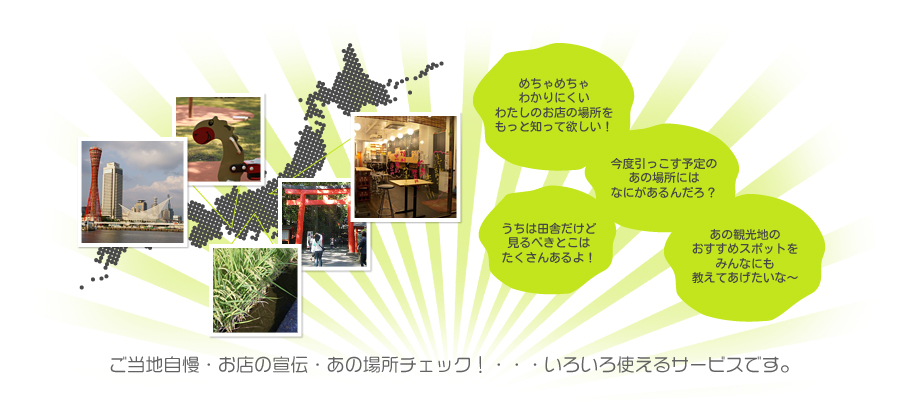 めちゃめちゃ
わかりにくい
わたしのお店の場所を
もっと知って欲しい！
今度引っこす予定の
あの場所には
なにがあるんだろ？
うちは田舎だけど
見るべきとこは
たくさんあるよ！
あの観光地の
おすすめスポットを
みんなにも
教えてあげたいな～
ご当地自慢・お店の宣伝・あの場所チェック！・・・いろいろ使えるサービスです。